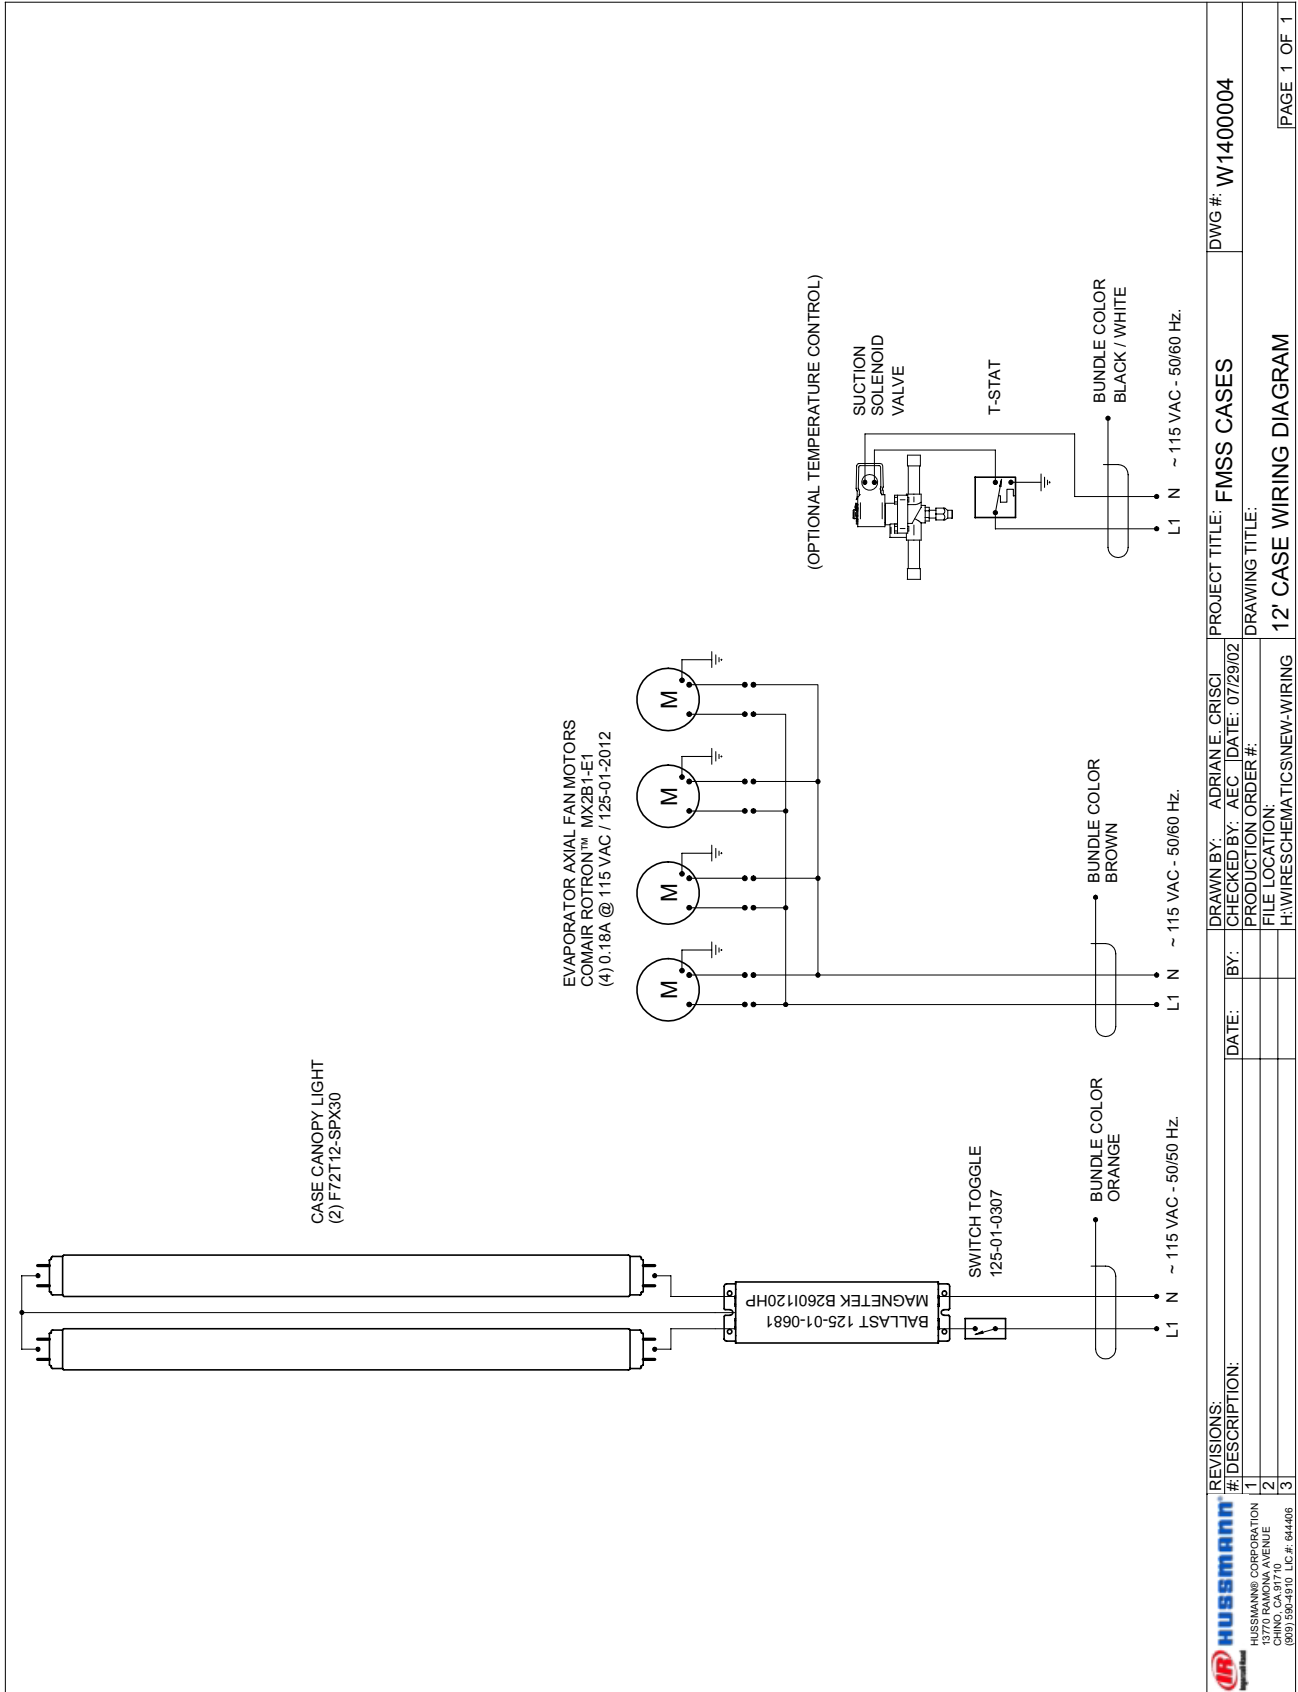 CASE CANOPY LIGHT
(2) F72T12-SPX30
BALLAST 125-01-0681
MAGNETEK B260I120HP
SWITCH TOGGLE
125-01-0307
BUNDLE COLOR
ORANGE
L1 N ~ 115 VAC - 50/50 Hz.
EVAPORATOR AXIAL FAN MOTORS
COMAIR ROTRON™ MX2B1-E1
(4) 0.18A @ 115 VAC / 125-01-2012
M
M
M
M
BUNDLE COLOR
BROWN
L1 N ~ 115 VAC - 50/60 Hz.
(OPTIONAL TEMPERATURE CONTROL)
SUCTION
SOLENOID
VALVE
T-STAT
BUNDLE COLOR
BLACK / WHITE
L1 N ~ 115 VAC - 50/60 Hz.
IR HUSSMANN®
Ingersoll Rand
HUSSMANN® CORPORATION
13770 RAMONA AVENUE
CHINO, CA. 91710
(909) 590-4910 LIC.#: 644406
REVISIONS:
#: DESCRIPTION: DATE: BY:
1
2
3
DRAWN BY: ADRIAN E. CRISCI
CHECKED BY: AEC DATE: 07/29/02
PRODUCTION ORDER #:
FILE LOCATION:
H:\WIRESCHEMATICS\NEW-WIRING
PROJECT TITLE: FMSS CASES
DWG #: W1400004
DRAWING TITLE:
12' CASE WIRING DIAGRAM
PAGE 1 OF 1